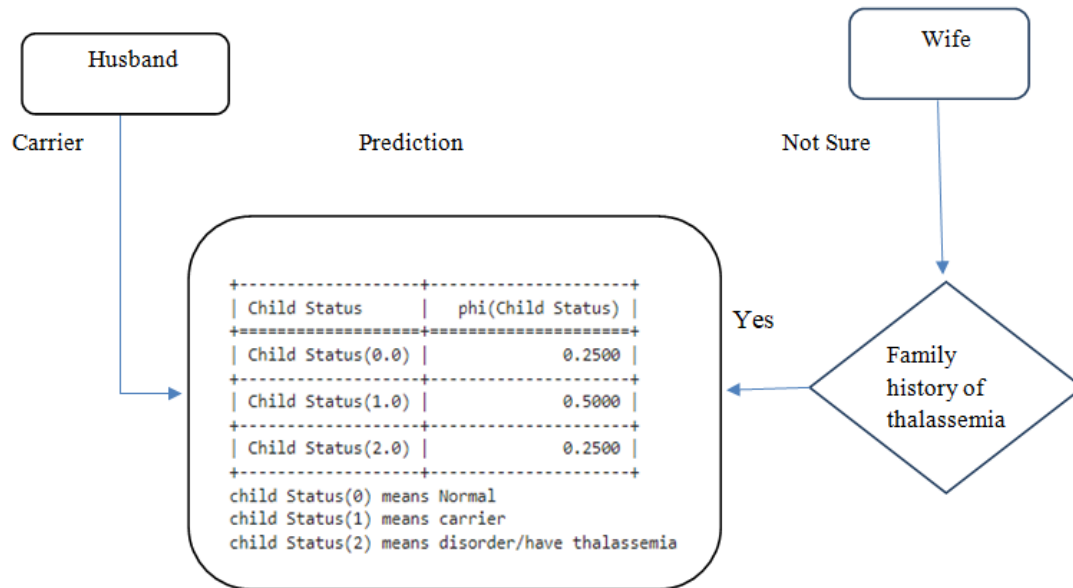 Husband
Wife
Carrier
Prediction
Not Sure
+-------------------+---------------------+
| Child Status      |   phi(Child Status) |
+===================+=====================+
| Child Status(0.0) |              0.2500 |
+-------------------+---------------------+
| Child Status(1.0) |              0.5000 |
+-------------------+---------------------+
| Child Status(2.0) |              0.2500 |
+-------------------+---------------------+
child Status(0) means Normal
child Status(1) means carrier
child Status(2) means disorder/have thalassemia
Yes
Family
history of
thalassemia